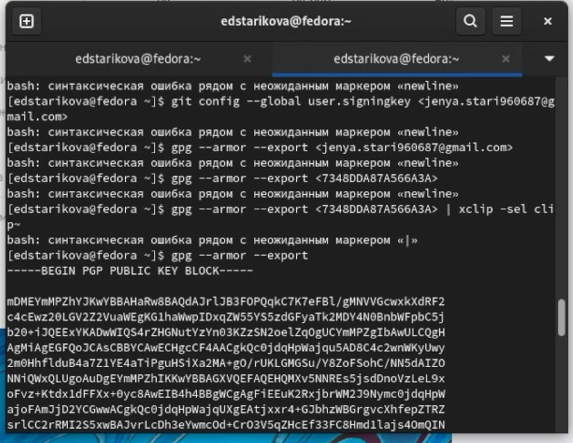 edstarikova@fedora:~
edstarikova@fedora:~
edstarikova@fedora:~
bash: синтаксическая ошибка рядом с неожиданным маркером «newline»
[edstarikova@fedora ~]$ git config --global user.signingkey <jenya.stari960687@g
mail.com>
bash: синтаксическая ошибка рядом с неожиданным маркером «newline»
[edstarikova@fedora ~]$ gpg --armor --export <jenya.stari960687@gmail.com>
bash: синтаксическая ошибка рядом с неожиданным маркером «newline»
[edstarikova@fedora ~]$ gpg --armor --export <7348DDA87A566A3A>
bash: синтаксическая ошибка рядом с неожиданным маркером «newline»
[edstarikova@fedora ~]$ gpg --armor --export <7348DDA87A566A3A> | xclip -sel cli
p~
bash: синтаксическая ошибка рядом с неожиданным маркером «|»
[edstarikova@fedora ~]$ gpg --armor --export
-----BEGIN PGP PUBLIC KEY BLOCK-----
mDMEYmMPZhYJKwYBBAHaRw8BAQdAJrlJB3FOPQqkC7K7eFBl/gMNVVGcwxkXdRF2
c4cEwz20LGV2Z2VuaWEgKG1haWwpIDxqZW55YS5zdGFyaTk2MDY4N0BnbWFpbC5j
b20+iJQEExYKADwWIQS4rZHGNutYzYn03KZzSN2oelZqOgUCYmMPZgIbAwULCQgH
AgMiAgEGFQoJCAsCBBYCAwECHgcCF4AACgkQc0jdqHpWajqu5AD8C4c2wnWKyUwy
2m0HhflduB4a7Z1YE4aTiPguHSiXa2MA+gO/rUKLGMGSu/Y8ZoFSohC/NN5dAIZO
NNiQWxQLUgoAuDgEYmMPZhIKKwYBBAGXVQEFAQEHQMXv5NNREs5jsdDnoVzLeL9x
oFvz+Ktdx1dFFXx+0yc8AwEIB4h4BBgWCgAgFiEEuK2RxjbrWM2J9Nymc0jdqHpW
ajoFAmJjD2YCGwwACgkQc0jdqHpWajqUXgEAtjxxr4+GJbhzWBGrgvcXhfepZTRZ
srlCC2rRMI2S5xwBAJvrLcDh3eYwmcOd+CrO3V5qZHcEf33FC8Hmd1lajs4OmQIN